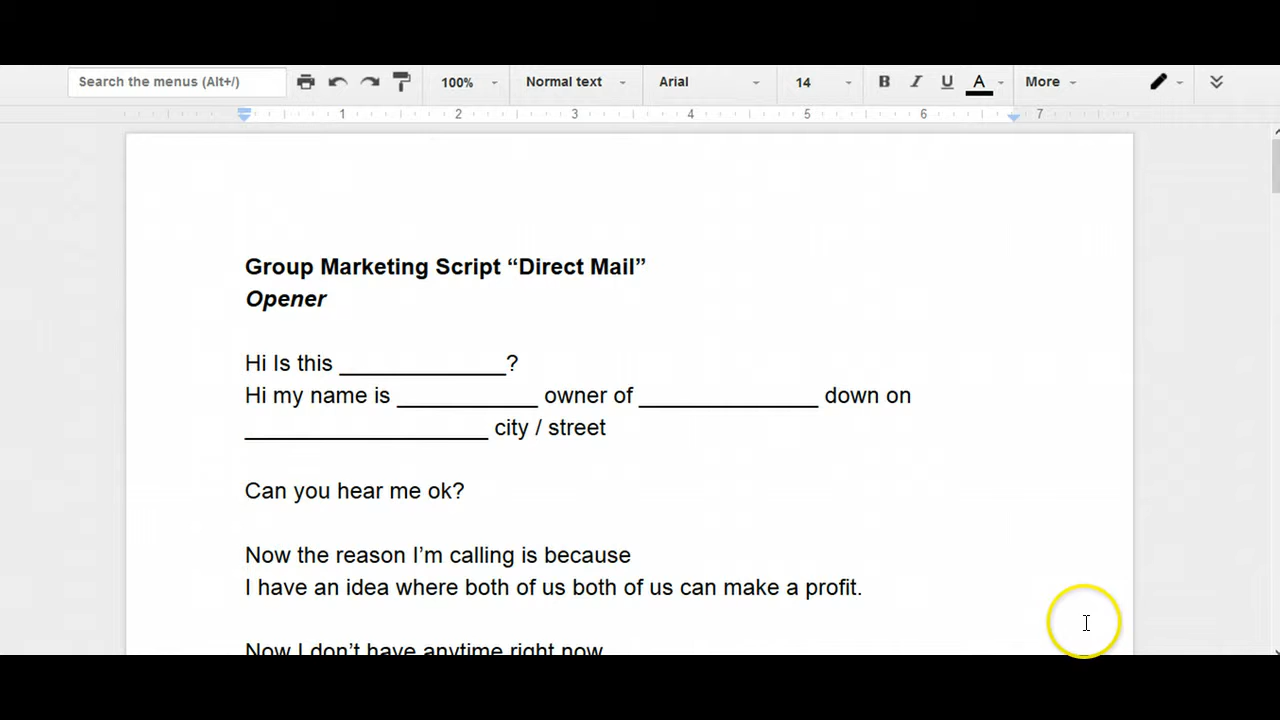 Search the menus (Alt+/) 100% Normal text Arial 14 B I U A More
1 2 3 4 5 6 7
Group Marketing Script “Direct Mail”
Opener
Hi Is this ______________?
Hi my name is ____________ owner of _______________ down on
____________________ city / street
Can you hear me ok?
Now the reason I’m calling is because
I have an idea where both of us both of us can make a profit.
Now I don’t have anytime right now